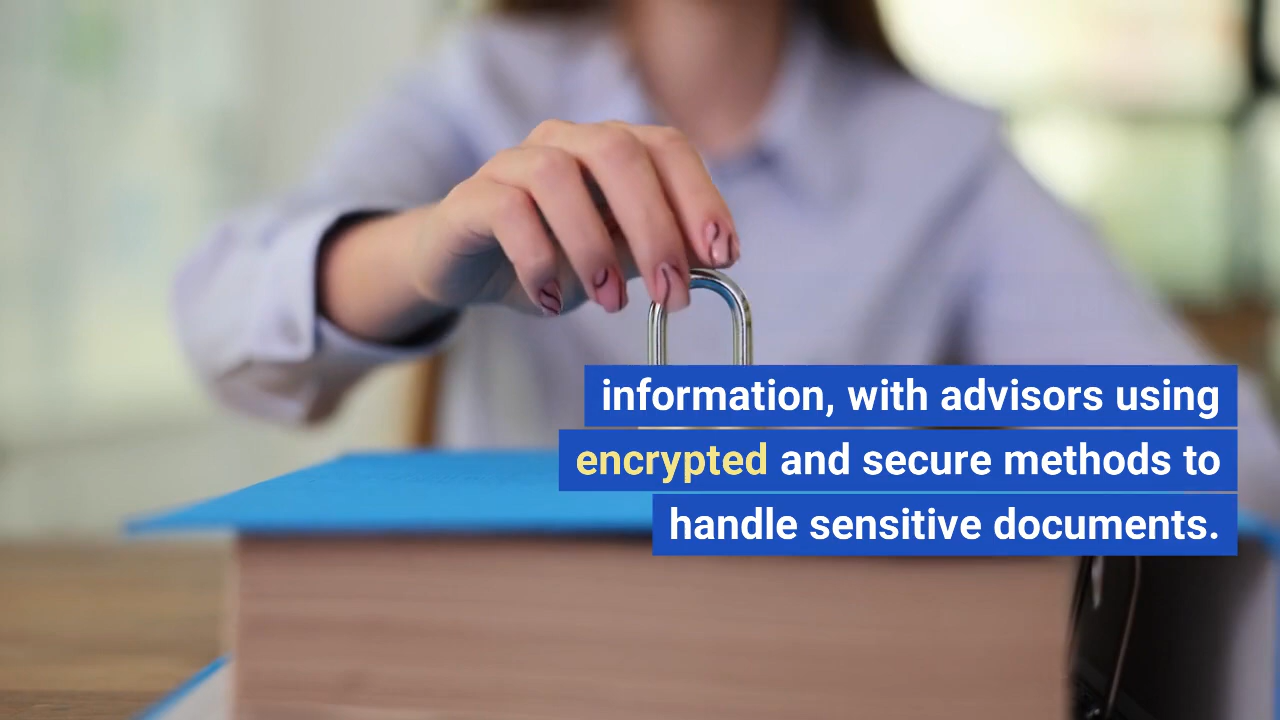 information, with advisors using
encrypted and secure methods to
handle sensitive documents.